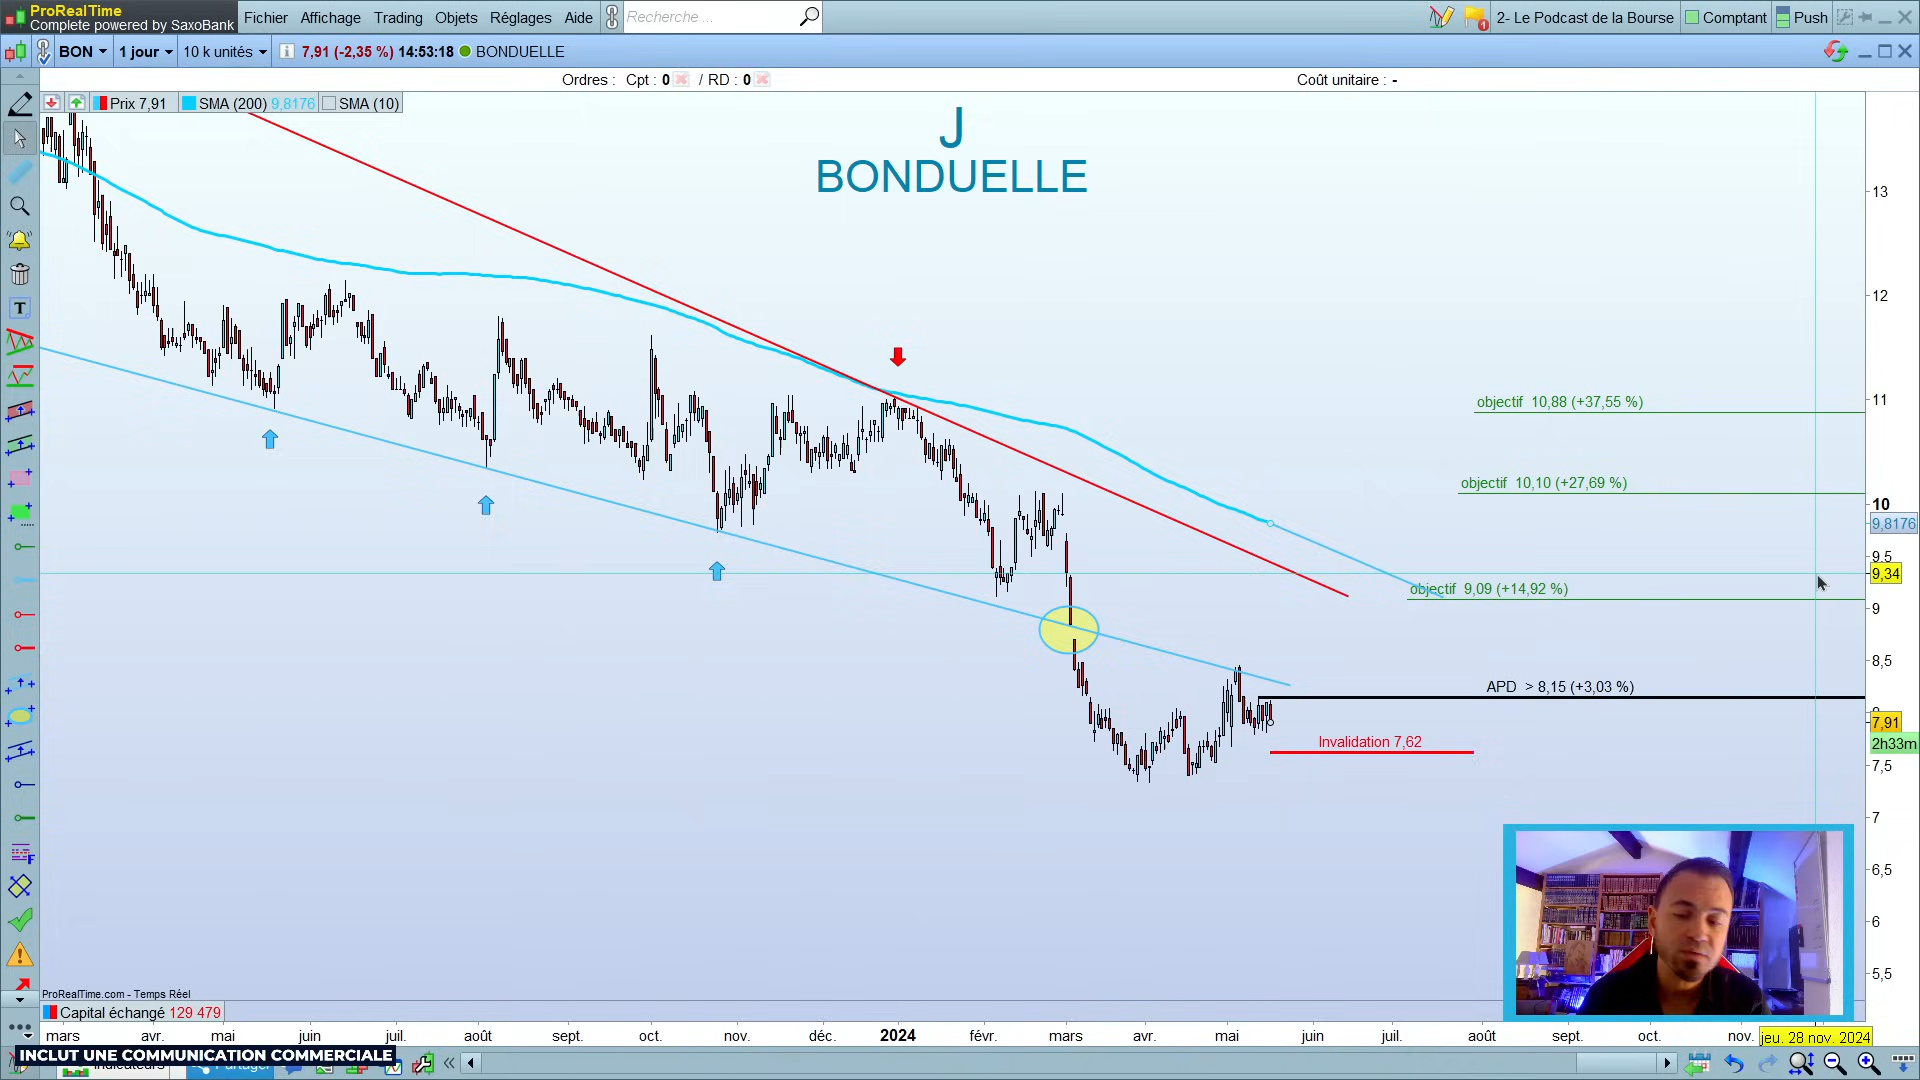 ProRealTime
Complete powered by SaxoBank
Fichier Affichage Trading Objets Réglages Aide
Recherche ...
1
2- Le Podcast de la Bourse
Comptant
Push
BON 1 jour 10 k unités
7,91 (-2,35 %) 14:53:18 BONDUELLE
Ordres : Cpt : 0 / RD : 0
Coût unitaire : -
Prix 7,91 SMA (200) 9,8176 SMA (10)
J
BONDUELLE
13
12
objectif 10,88 (+37,55 %)
11
objectif 10,10 (+27,69 %)
10
9,8176
9,5
9,34
objectif 9,09 (+14,92 %)
9
8,5
APD > 8,15 (+3,03 %)
7,91
Invalidation 7,62
2h33m
7,5
7
6,5
6
5,5
ProRealTime.com - Temps Réel
Capital échangé 129 479
mars avr. mai juin juil. août sept. oct. nov. déc. 2024 févr. mars avr. mai juin juil. août sept. oct. nov. jeu. 28 nov. 2024
INCLUT UNE COMMUNICATION COMMERCIALE
Indicateurs
Partager